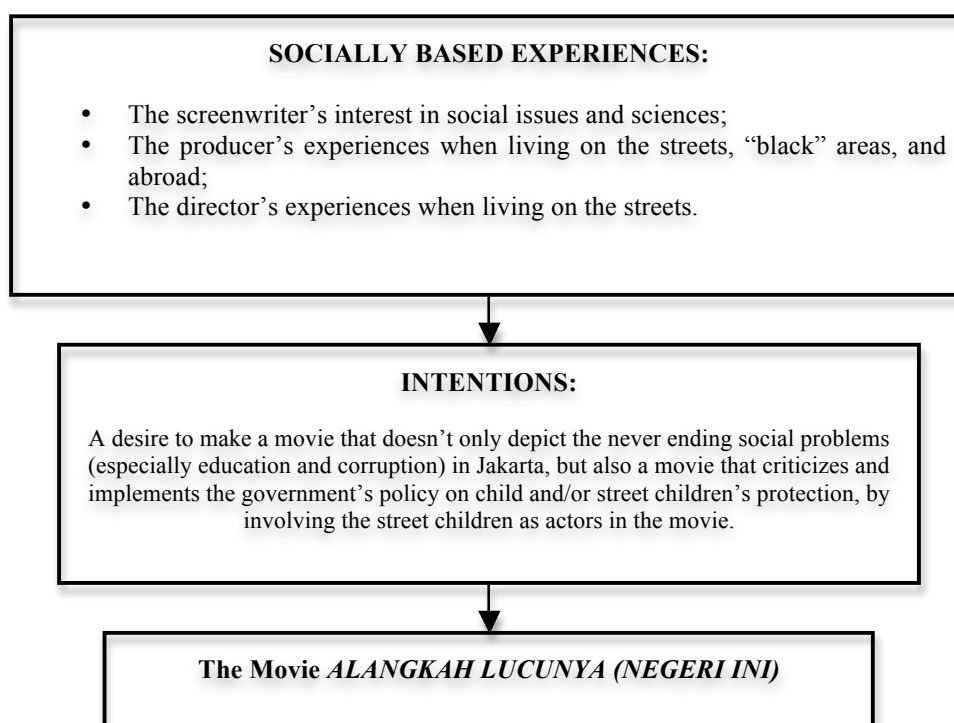 SOCIALLY BASED EXPERIENCES:
• The screenwriter’s interest in social issues and sciences;
• The producer’s experiences when living on the streets, “black” areas, and
abroad;
• The director’s experiences when living on the streets.
INTENTIONS:
A desire to make a movie that doesn’t only depict the never ending social problems
(especially education and corruption) in Jakarta, but also a movie that criticizes and
implements the government’s policy on child and/or street children’s protection, by
involving the street children as actors in the movie.
The Movie ALANGKAH LUCUNYA (NEGERI INI)